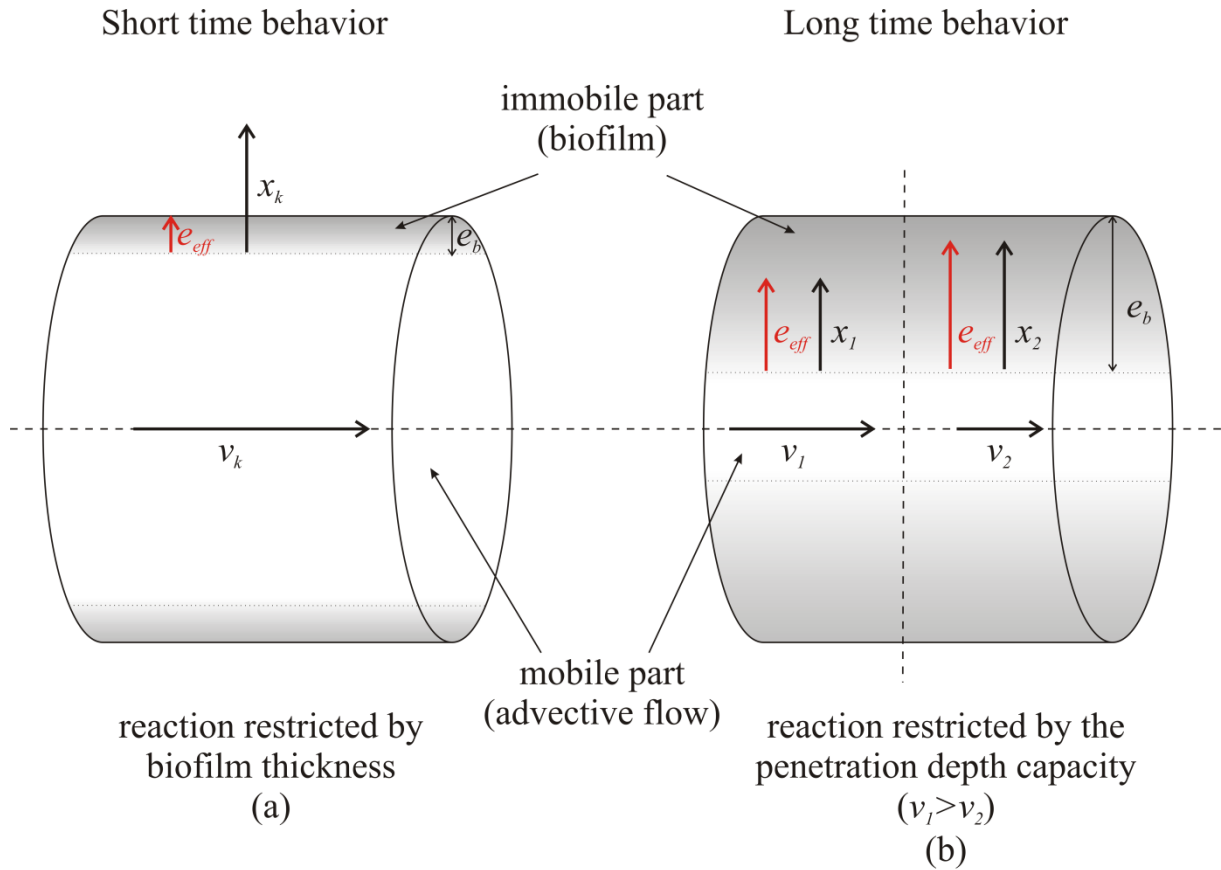 Short time behavior
Long time behavior
immobile part
(biofilm)
x_k
e_eff
e_b
e_eff
x_1
e_eff
x_2
e_b
v_k
v_1
v_2
mobile part
(advective flow)
reaction restricted by
biofilm thickness
(a)
reaction restricted by the
penetration depth capacity
(v_1>v_2)
(b)